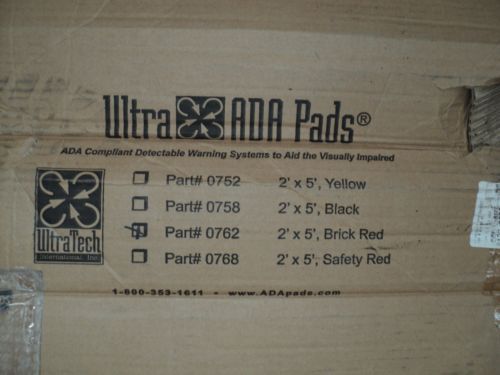 Ultra ADA Pads®
ADA Compliant Detectable Warning Systems to Aid the Visually Impaired
Part# 0752 2' x 5', Yellow
Part# 0758 2' x 5', Black
Part# 0762 2' x 5', Brick Red
Part# 0768 2' x 5', Safety Red
UltraTech
International, Inc.
1-800-353-1611 • www.ADApads.com